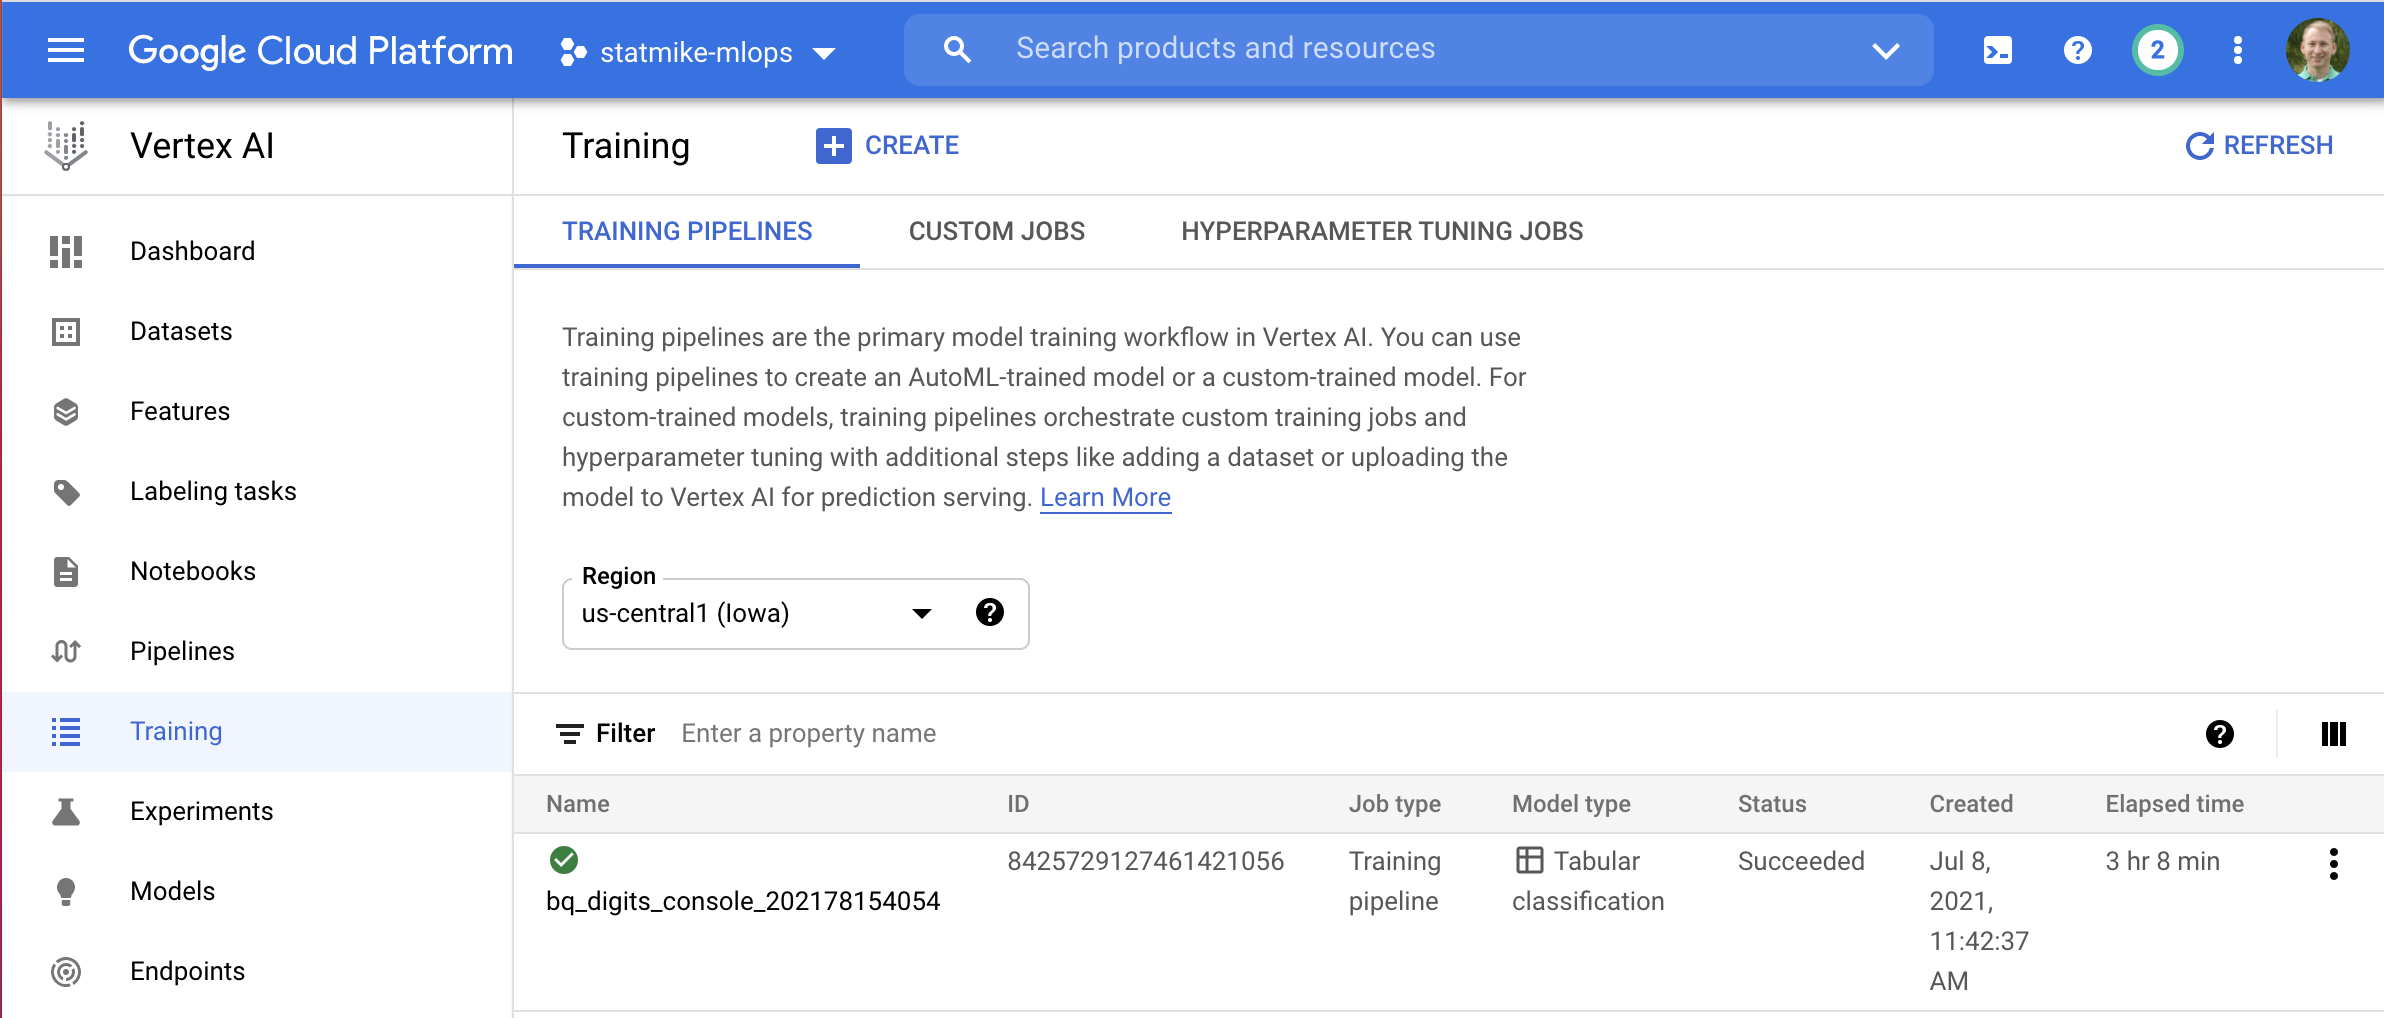 Google Cloud Platform
statmike-mlops
Search products and resources
2
Vertex AI
Training
CREATE
REFRESH
Dashboard
Datasets
Features
Labeling tasks
Notebooks
Pipelines
Training
Experiments
Models
Endpoints
TRAINING PIPELINES
CUSTOM JOBS
HYPERPARAMETER TUNING JOBS
Training pipelines are the primary model training workflow in Vertex AI. You can use
training pipelines to create an AutoML-trained model or a custom-trained model. For
custom-trained models, training pipelines orchestrate custom training jobs and
hyperparameter tuning with additional steps like adding a dataset or uploading the
model to Vertex AI for prediction serving. Learn More
Region
us-central1 (Iowa)
Filter Enter a property name
Name ID Job type Model type Status Created Elapsed time
bq_digits_console_202178154054
8425729127461421056
Training
pipeline
Tabular
classification
Succeeded
Jul 8,
2021,
11:42:37
AM
3 hr 8 min